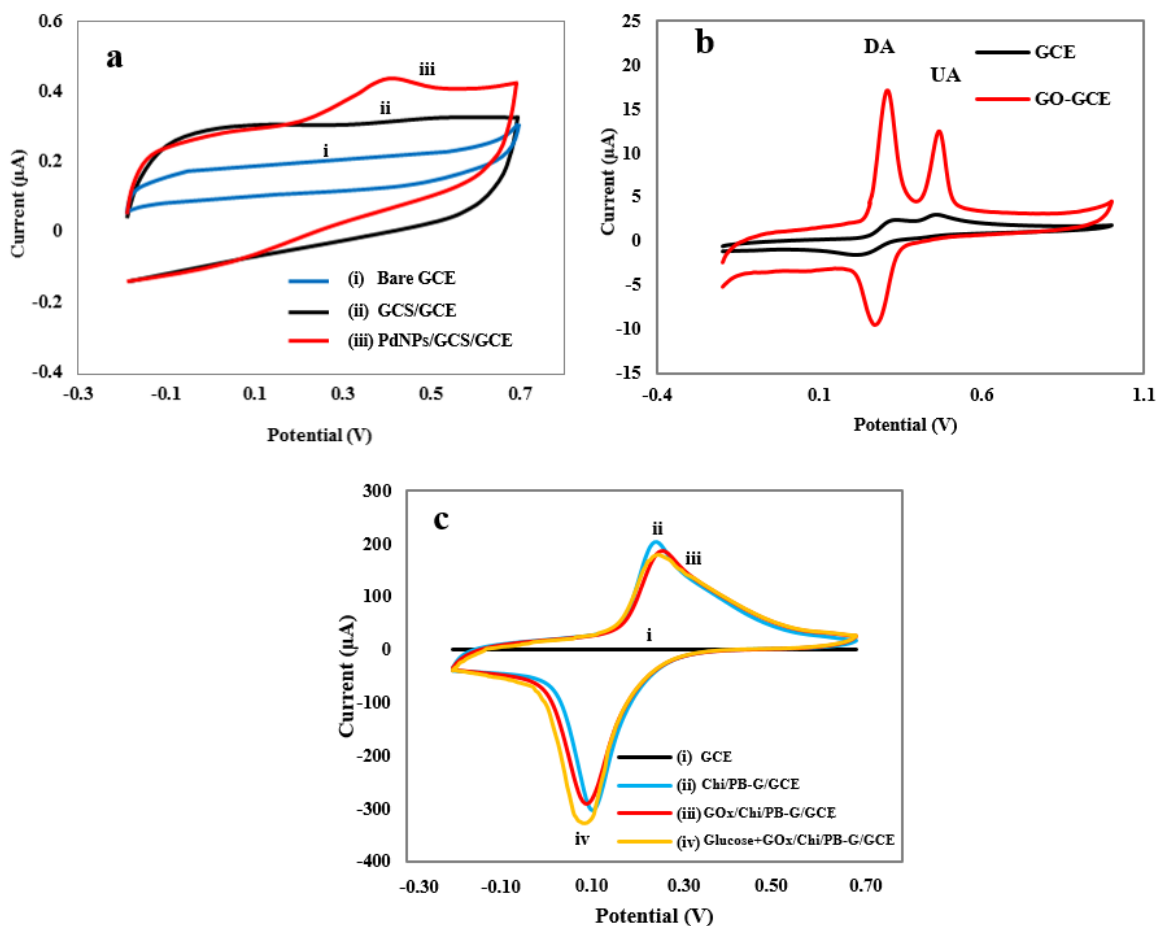 a
iii
ii
i
0.6
0.4
0.2
0
-0.2
-0.4
Current (µA)
(i) Bare GCE
(ii) GCS/GCE
(iii) PdNPs/GCS/GCE
-0.3 -0.1 0.1 0.3 0.5 0.7
Potential (V)
b
DA
UA
GCE
GO-GCE
25
20
15
10
5
0
-5
-10
-15
Current (µA)
-0.4 0.1 0.6 1.1
Potential (V)
c
ii
iii
i
iv
300
200
100
0
-100
-200
-300
-400
Current (µA)
(i) GCE
(ii) Chi/PB-G/GCE
(iii) GOx/Chi/PB-G/GCE
(iv) Glucose+GOx/Chi/PB-G/GCE
-0.30 -0.10 0.10 0.30 0.50 0.70
Potential (V)